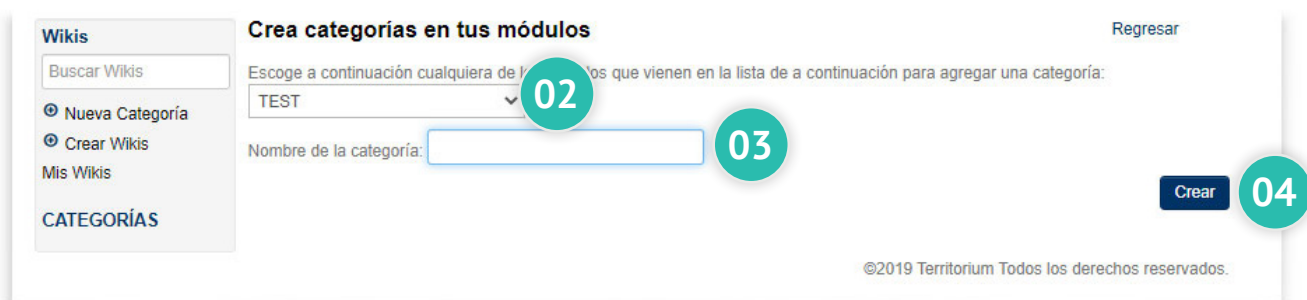 Wikis
Buscar Wikis
Nueva Categoría
Crear Wikis
Mis Wikis
CATEGORÍAS
Crea categorías en tus módulos
Regresar
Escoge a continuación cualquiera de que vienen en la lista de a continuación para agregar una categoría:
TEST
02
Nombre de la categoría:
03
Crear
04
©2019 Territorium Todos los derechos reservados.